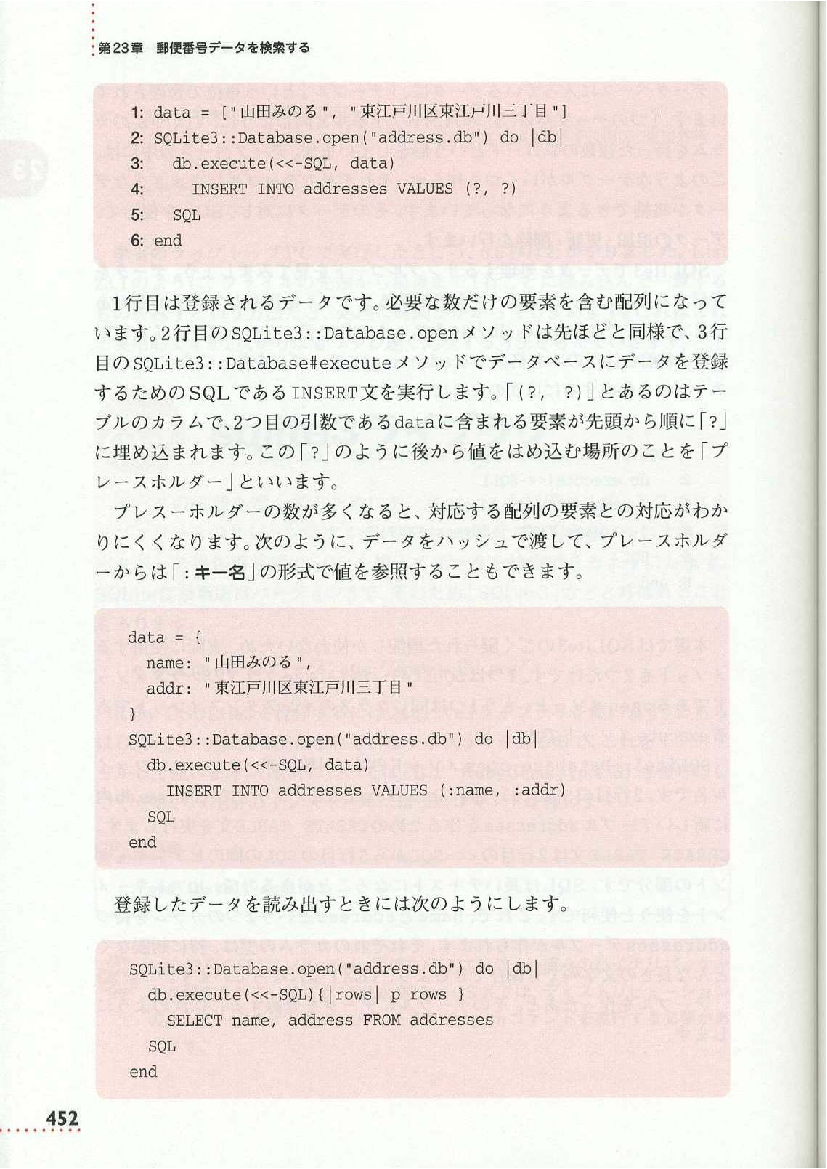 第23章　郵便番号データを検索する
1: data = ["山田みのる", "東江戸川区東江戸川三丁目"]
2: SQLite3::Database.open("address.db") do |db|
3:   db.execute(<<-SQL, data)
4:     INSERT INTO addresses VALUES (?, ?)
5:   SQL
6: end
1行目は登録されるデータです。必要な数だけの要素を含む配列になって
います。2行目のSQLite3::Database.openメソッドは先ほどと同様で、3行
目のSQLite3::Database#executeメソッドでデータベースにデータを登録
するためのSQLであるINSERT文を実行します。「(?, ?)」とあるのはテー
ブルのカラムで、2つ目の引数であるdataに含まれる要素が先頭から順に「?」
に埋め込まれます。この「?」のように後から値をはめ込む場所のことを「プ
レースホルダー」といいます。
プレスーホルダーの数が多くなると、対応する配列の要素との対応がわか
りにくくなります。次のように、データをハッシュで渡して、プレースホルダ
ーからは「:キー名」の形式で値を参照することもできます。
data = {
  name: "山田みのる",
  addr: "東江戸川区東江戸川三丁目"
}
SQLite3::Database.open("address.db") do |db|
  db.execute(<<-SQL, data)
    INSERT INTO addresses VALUES (:name, :addr)
  SQL
end
登録したデータを読み出すときには次のようにします。
SQLite3::Database.open("address.db") do |db|
  db.execute(<<-SQL){|rows| p rows }
    SELECT name, address FROM addresses
  SQL
end
452